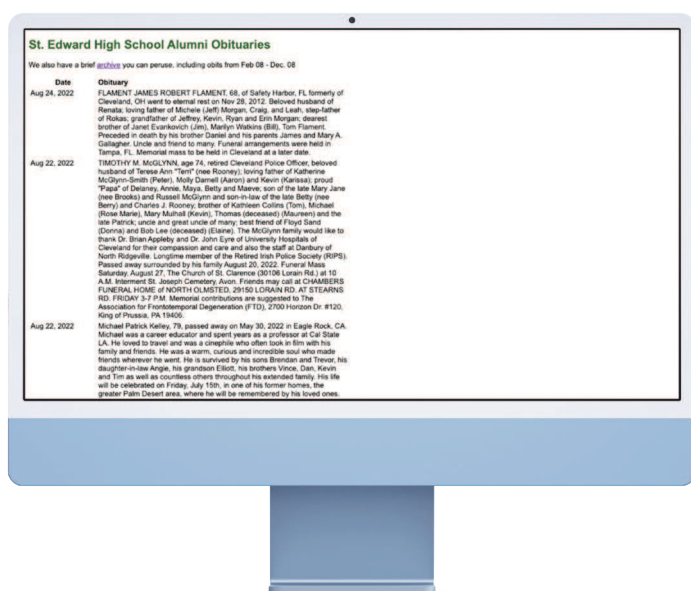 St. Edward High School Alumni Obituaries
We also have a brief archive you can peruse, including obits from Feb 08 - Dec. 08
Date Obituary
Aug 24, 2022 FLAMENT JAMES ROBERT FLAMENT, 68, of Safety Harbor, FL formerly of
Cleveland, OH went to eternal rest on Nov 28, 2012. Beloved husband of
Renata; loving father of Michele (Jeff) Morgan, Craig, and Leah, step-father
of Rokas; grandfather of Jeffrey, Kevin, Ryan and Erin Morgan; dearest
brother of Janet Evankovich (Jim), Marilyn Watkins (Bill), Tom Flament.
Preceded in death by his brother Daniel and his parents James and Mary A.
Gallagher. Uncle and friend to many. Funeral arrangements were held in
Tampa, FL. Memorial mass to be held in Cleveland at a later date.
Aug 22, 2022 TIMOTHY M. McGLYNN, age 74, retired Cleveland Police Officer, beloved
husband of Terese Ann "Terri" (nee Rooney); loving father of Katherine
McGlynn-Smith (Peter), Molly Darnell (Aaron) and Kevin (Karissa); proud
"Papa" of Delaney, Annie, Maya, Betty and Maeve; son of the late Mary Jane
(nee Brooks) and Russell McGlynn and son-in-law of the late Betty (nee
Berry) and Charles J. Rooney; brother of Kathleen Collins (Tom), Michael
(Rose Marie), Mary Mulhall (Kevin), Thomas (deceased) (Maureen) and the
late Patrick; uncle and great uncle of many; best friend of Floyd Sand
(Donna) and Bob Lee (deceased) (Elaine). The McGlynn family would like to
thank Dr. Brian Appleby and Dr. John Eyre of University Hospitals of
Cleveland for their compassion and care and also the staff at Danbury of
North Ridgeville. Longtime member of the Retired Irish Police Society (RIPS).
Passed away surrounded by his family August 20, 2022. Funeral Mass
Saturday, August 27, The Church of St. Clarence (30106 Lorain Rd.) at 10
A.M. Interment St. Joseph Cemetery, Avon. Friends may call at CHAMBERS
FUNERAL HOME of NORTH OLMSTED, 29150 LORAIN RD. AT STEARNS
RD. FRIDAY 3-7 P.M. Memorial contributions are suggested to The
Association for Frontotemporal Degeneration (FTD), 2700 Horizon Dr. #120,
King of Prussia, PA 19406.
Aug 22, 2022 Michael Patrick Kelley, 79, passed away on May 30, 2022 in Eagle Rock, CA.
Michael was a career educator and spent years as a professor at Cal State
LA. He loved to travel and was a cinephile who often took in film with his
family and friends. He was a warm, curious and incredible soul who made
friends wherever he went. He is survived by his sons Brendan and Trevor, his
daughter-in-law Angie, his grandson Elliott, his brothers Vince, Dan, Kevin
and Tim as well as countless others throughout his extended family. His life
will be celebrated on Friday, July 15th, in one of his former homes, the
greater Palm Desert area, where he will be remembered by his loved ones.